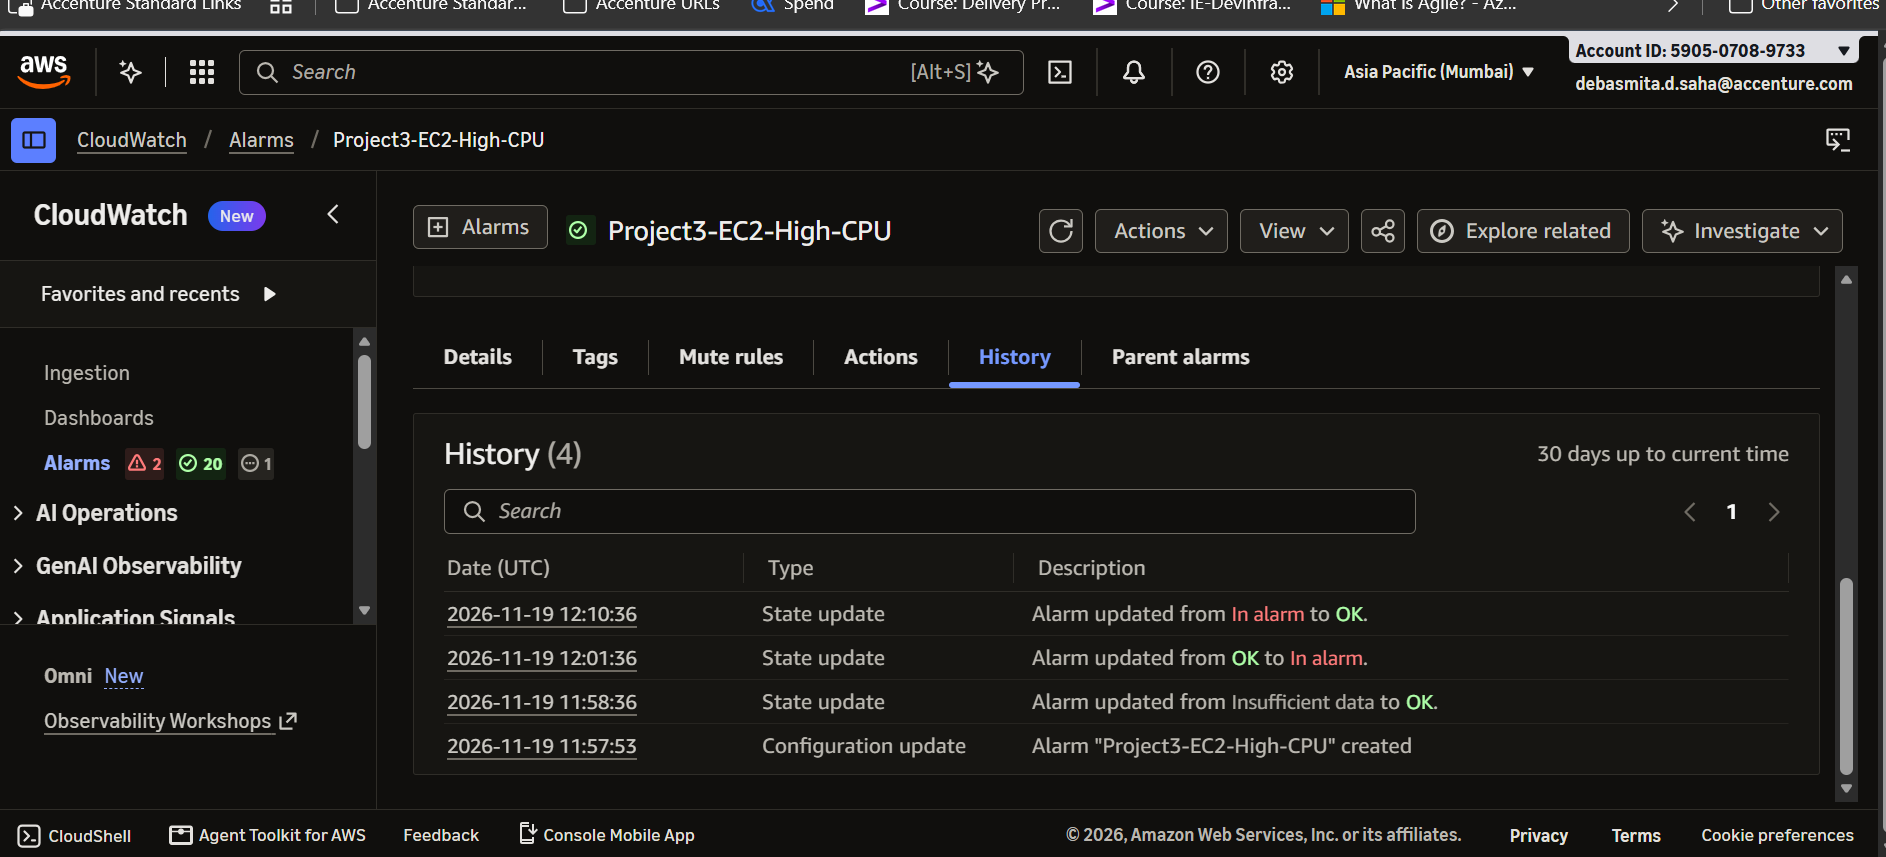 Accenture Standard Links Accenture Standar... Accenture URLs Spend Course: Delivery Pr... Course: IE-Devinfra... What Is Agile? - Az... Other favorites
aws Search [Alt+S] Asia Pacific (Mumbai) Account ID: 5905-0708-9733
debasmita.d.saha@accenture.com
CloudWatch / Alarms / Project3-EC2-High-CPU
CloudWatch New
Favorites and recents
Ingestion
Dashboards
Alarms 2 20 1
AI Operations
GenAI Observability
Application Signals
Omni New
Observability Workshops
Alarms Project3-EC2-High-CPU Actions View Explore related Investigate
Details Tags Mute rules Actions History Parent alarms
History (4) 30 days up to current time
Search 1
Date (UTC) Type Description
2026-11-19 12:10:36 State update Alarm updated from In alarm to OK.
2026-11-19 12:01:36 State update Alarm updated from OK to In alarm.
2026-11-19 11:58:36 State update Alarm updated from Insufficient data to OK.
2026-11-19 11:57:53 Configuration update Alarm "Project3-EC2-High-CPU" created
CloudShell Agent Toolkit for AWS Feedback Console Mobile App © 2026, Amazon Web Services, Inc. or its affiliates. Privacy Terms Cookie preferences